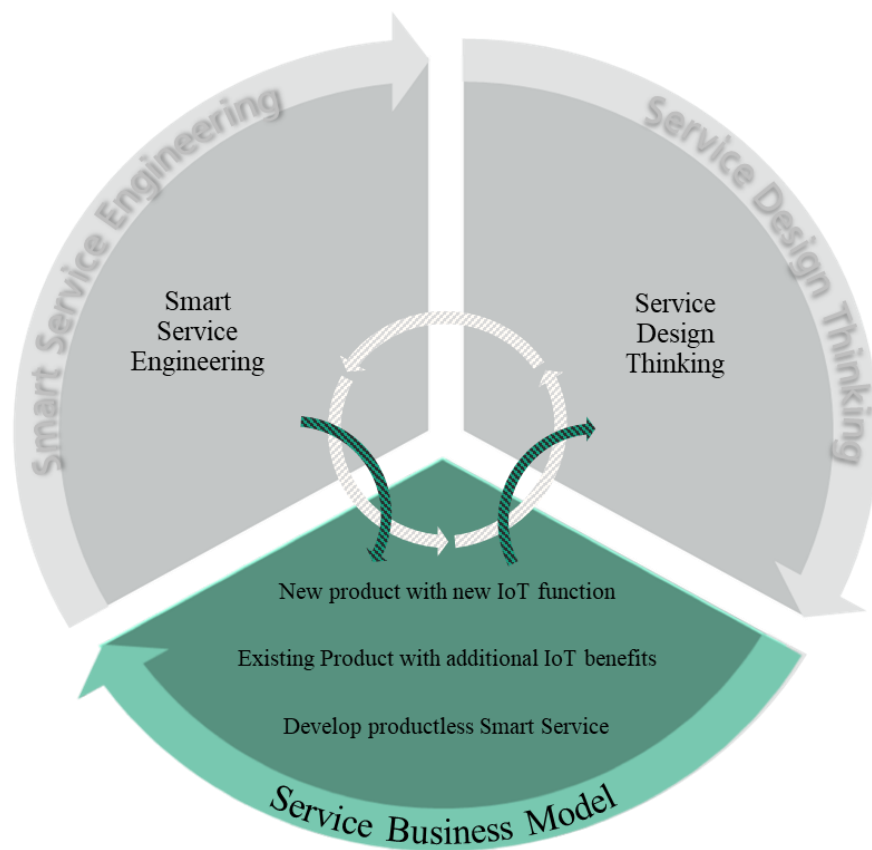 Smart Service Engineering
Service Design Thinking
Smart
Service
Engineering
Service
Design
Thinking
New product with new IoT function
Existing Product with additional IoT benefits
Develop productless Smart Service
Service Business Model